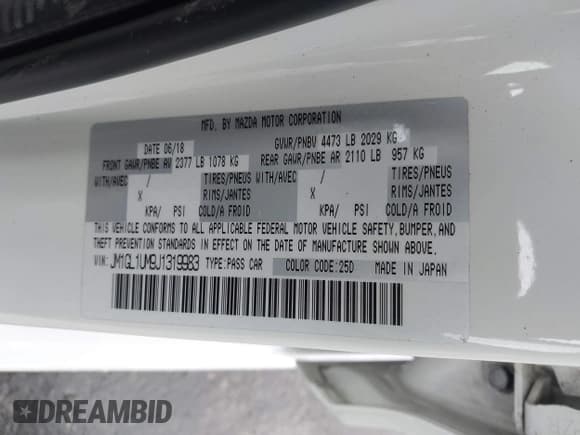 MFD. BY MAZDA MOTOR CORPORATION
DATE 06/18 GVWR/PNBV 4473 LB 2029 KG
FRONT GAWR/PNBE AV 2377 LB 1078 KG REAR GAWR/PNBE AR 2110 LB 957 KG
WITH/AVEC / TIRES/PNEUS WITH/AVEC / TIRES/PNEUS
X RIMS/JANTES X RIMS/JANTES
KPA/ PSI COLD/A FROID KPA/ PSI COLD/A FROID
THIS VEHICLE CONFORMS TO ALL APPLICABLE FEDERAL MOTOR VEHICLE SAFETY, BUMPER, AND
THEFT PREVENTION STANDARDS IN EFFECT ON THE DATE OF MANUFACTURE SHOWN ABOVE.
VIN: JM1GL1UM9J1319983 TYPE:PASS CAR COLOR CODE:25D MADE IN JAPAN
DREAMBID